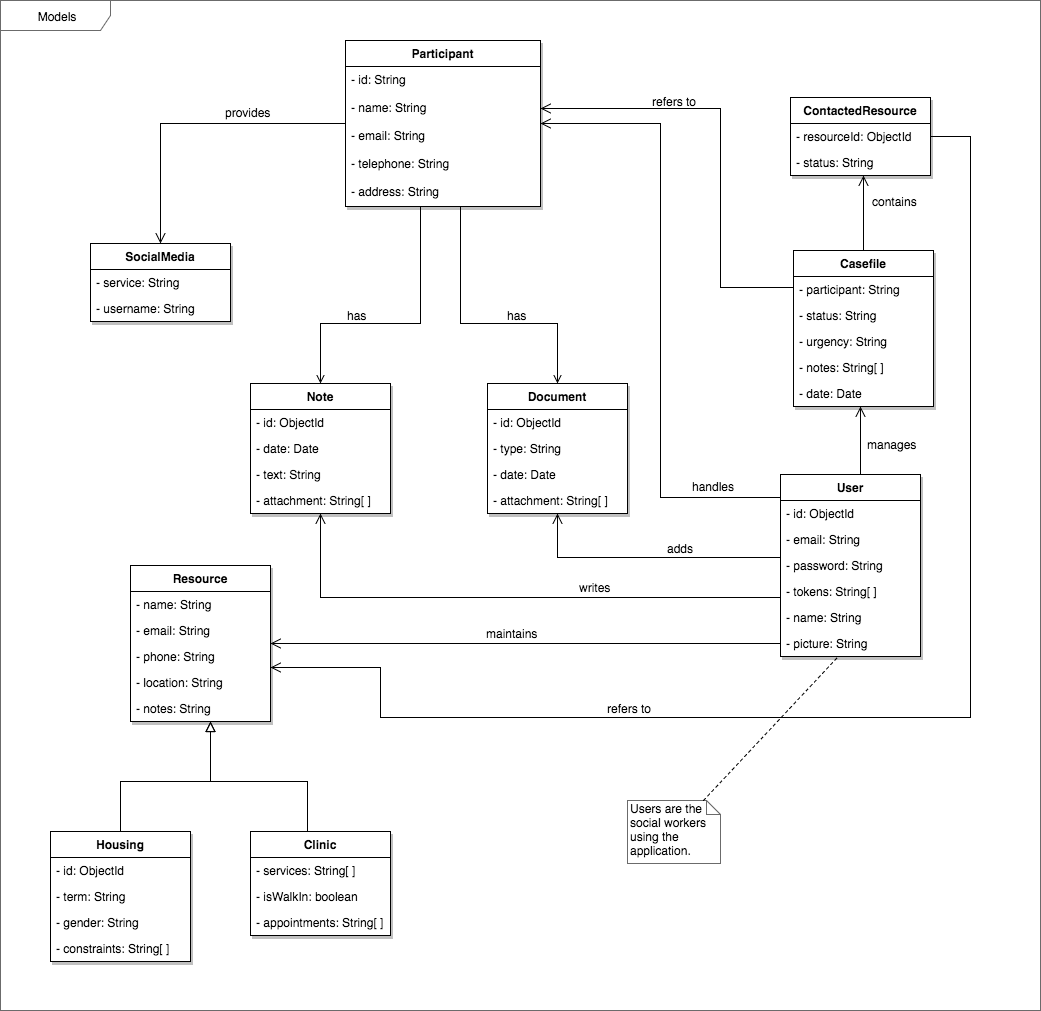 Models
Participant
- id: String
- name: String
- email: String
- telephone: String
- address: String
provides
refers to
ContactedResource
- resourceId: ObjectId
- status: String
contains
SocialMedia
- service: String
- username: String
Casefile
- participant: String
- status: String
- urgency: String
- notes: String[ ]
- date: Date
has
has
Note
- id: ObjectId
- date: Date
- text: String
- attachment: String[ ]
Document
- id: ObjectId
- type: String
- date: Date
- attachment: String[ ]
manages
handles
User
- id: ObjectId
- email: String
- password: String
- tokens: String[ ]
- name: String
- picture: String
adds
writes
maintains
refers to
Resource
- name: String
- email: String
- phone: String
- location: String
- notes: String
Users are the
social workers
using the
application.
Housing
- id: ObjectId
- term: String
- gender: String
- constraints: String[ ]
Clinic
- services: String[ ]
- isWalkIn: boolean
- appointments: String[ ]